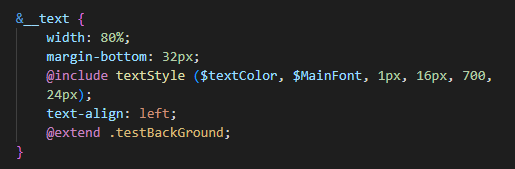 &__text {
width: 80%;
margin-bottom: 32px;
@include textStyle ($textColor, $MainFont, 1px, 16px, 700,
24px);
text-align: left;
@extend .testBackGround;
}